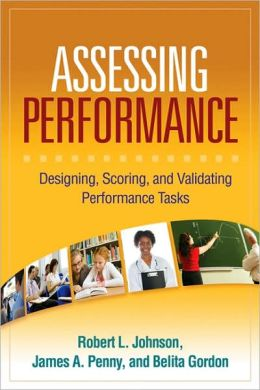 ASSESSING
PERFORMANCE
Designing, Scoring, and Validating
Performance Tasks
Robert L. Johnson,
James A. Penny, and Belita Gordon